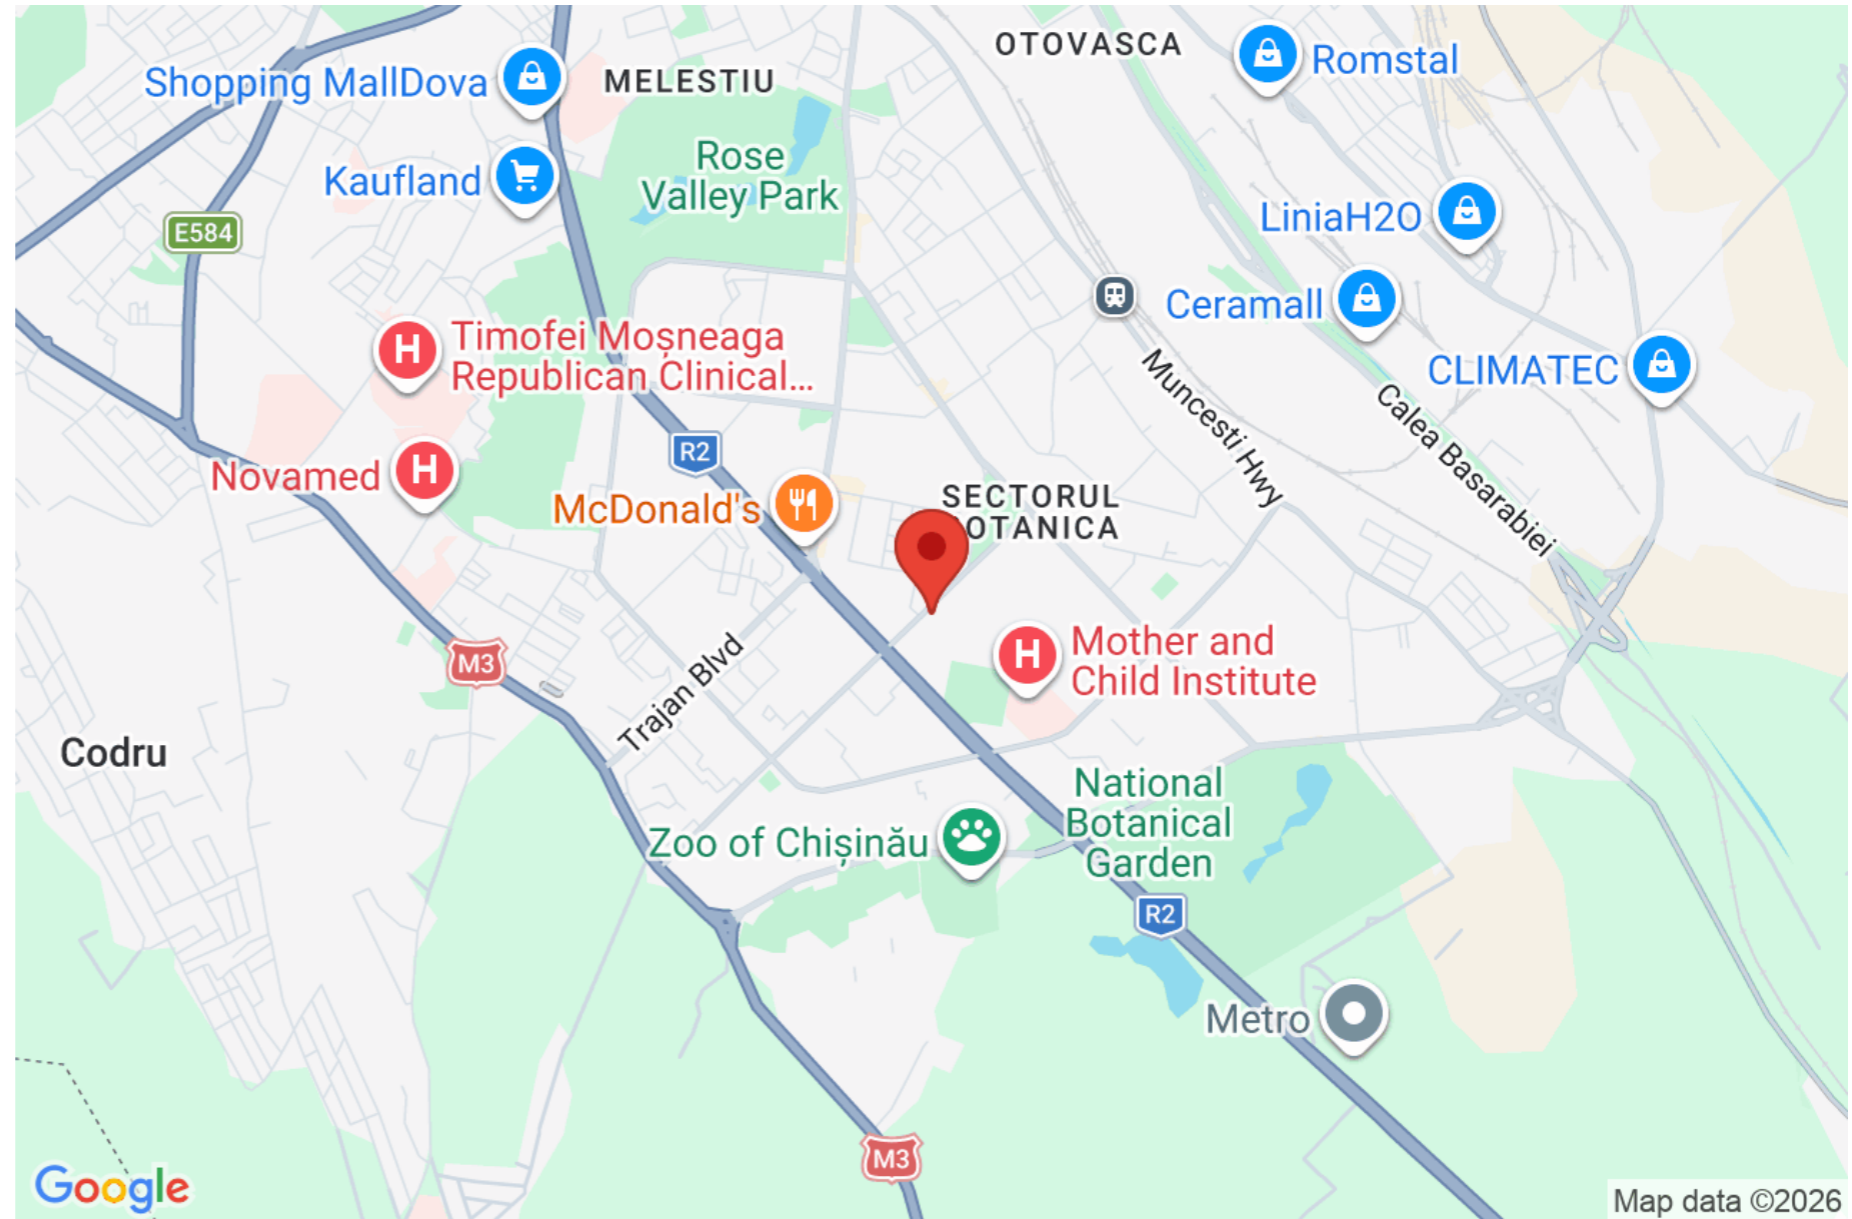 OTOVASCA
Romstal
Shopping MallDova
MELESTIU
Rose
Valley Park
Kaufland
E584
LiniaH2O
Ceramall
Timofei Moșneaga
Republican Clinical...
CLIMATEC
Muncesti Hwy
Calea Basarabiei
R2
Novamed
McDonald's
SECTORUL
OTANICA
Mother and
Child Institute
M3
Trajan Blvd
Codru
National
Botanical
Garden
Zoo of Chișinău
R2
Metro
M3
Google
Map data ©2026